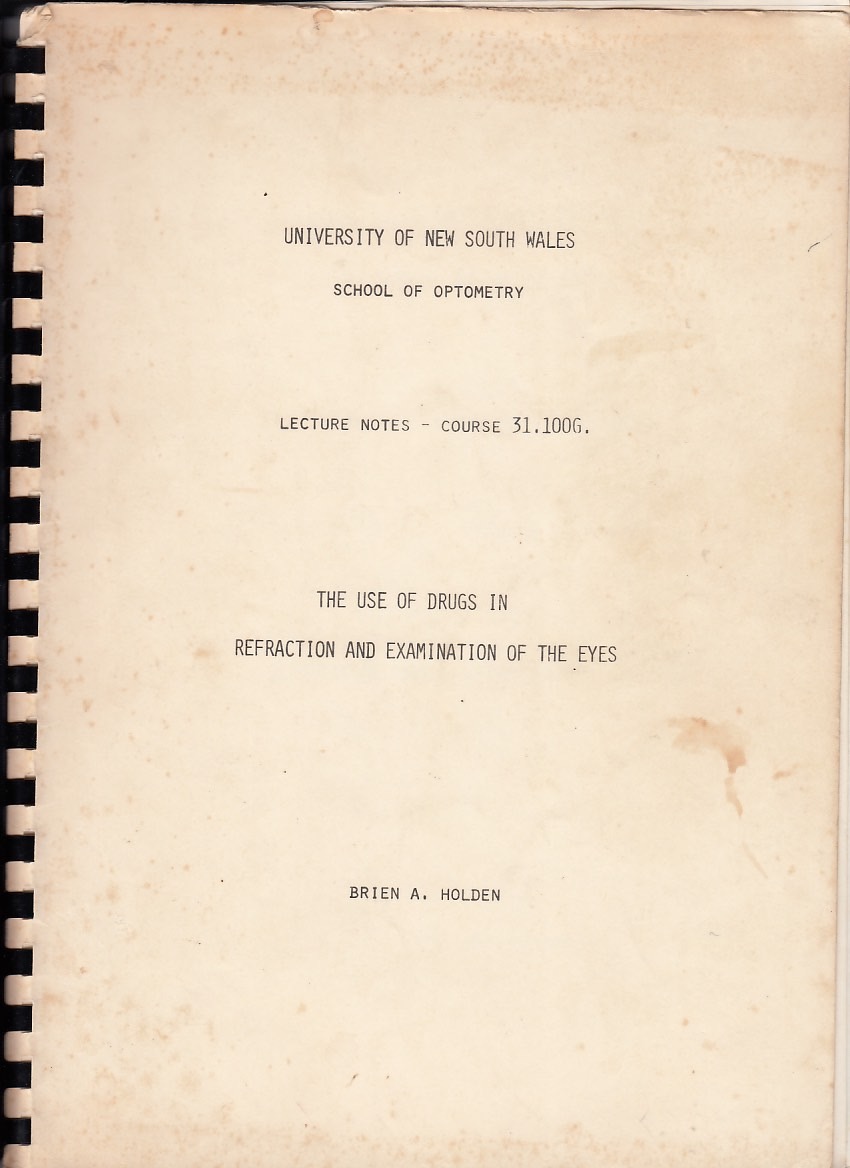 UNIVERSITY OF NEW SOUTH WALES
SCHOOL OF OPTOMETRY
LECTURE NOTES - COURSE 31.100G.
THE USE OF DRUGS IN
REFRACTION AND EXAMINATION OF THE EYES
BRIEN A. HOLDEN